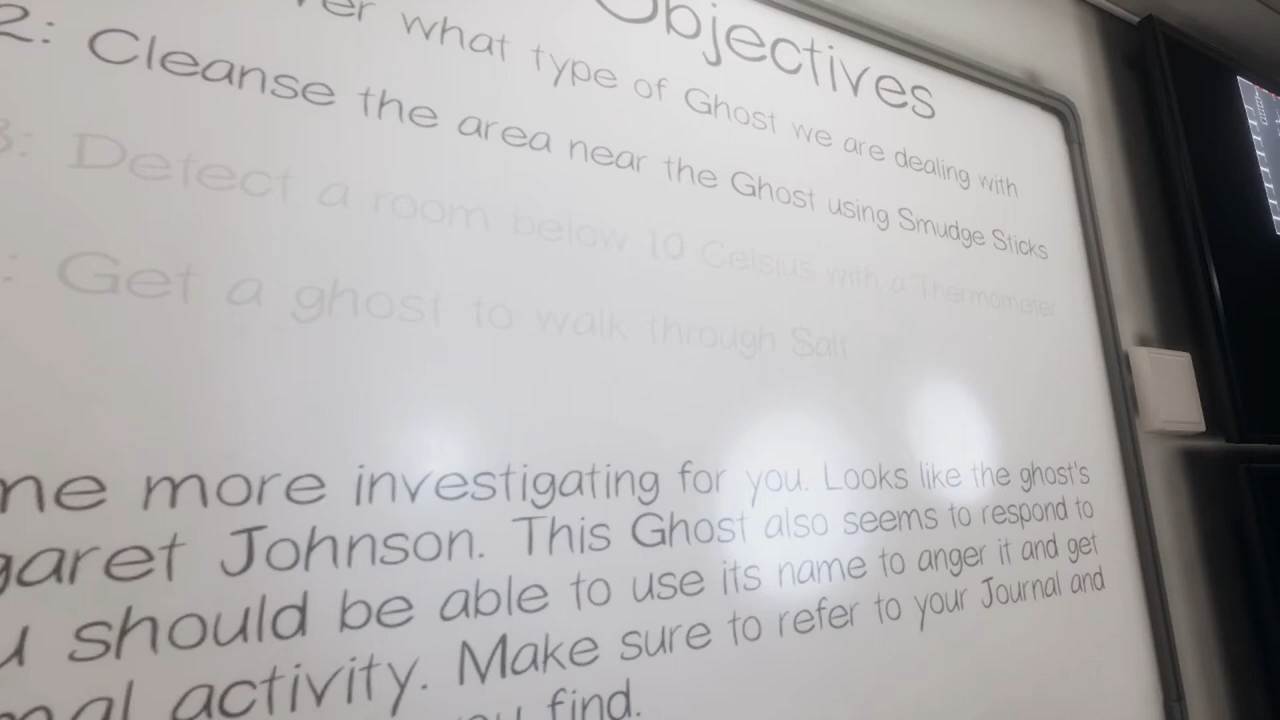 Objectives
er what type of Ghost we are dealing with
2: Cleanse the area near the Ghost using Smudge Sticks
3: Detect a room below 10 Celsius with a Thermometer
: Get a ghost to walk through Salt
me more investigating for you. Looks like the ghost's
garet Johnson. This Ghost also seems to respond to
u should be able to use its name to anger it and get
mal activity. Make sure to refer to your Journal and
you find.